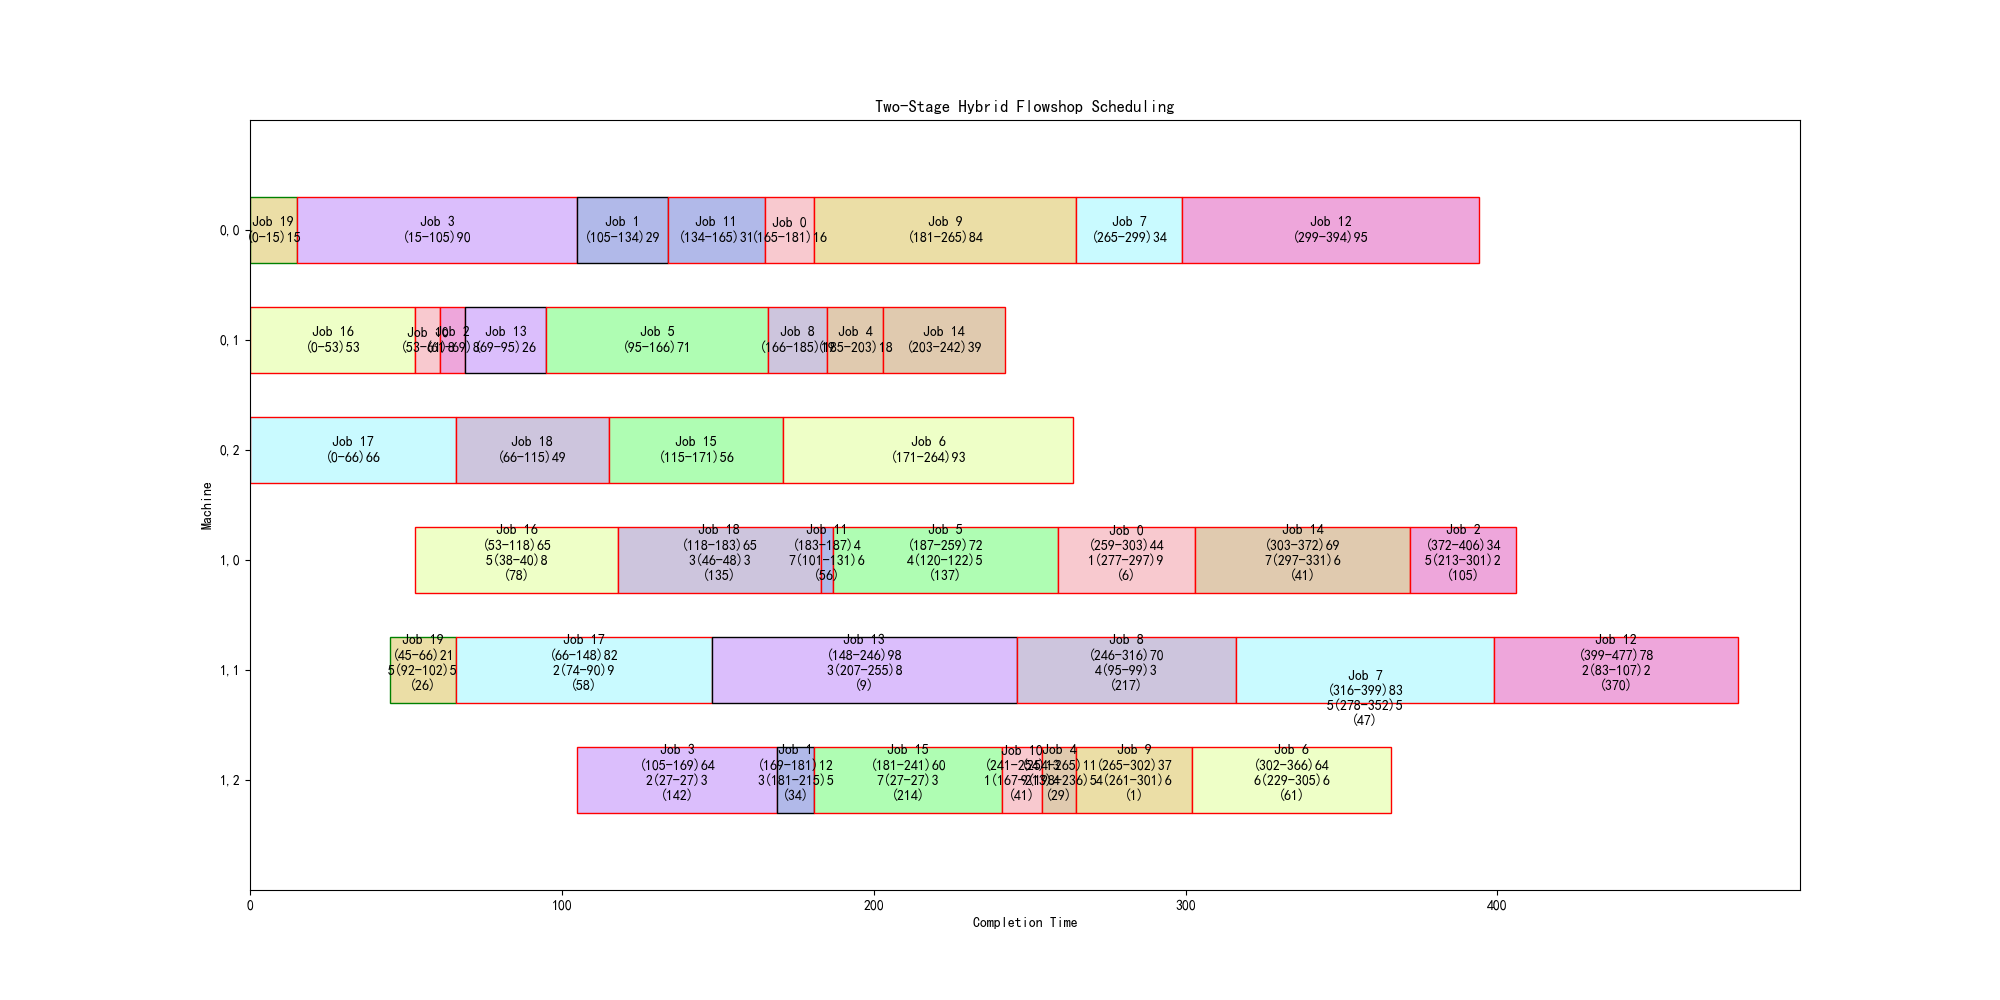 Two-Stage Hybrid Flowshop Scheduling
0,0
Job 19
(0-15)15
Job 3
(15-105)90
Job 1
(105-134)29
Job 11
(134-165)31
Job 0
(165-181)16
Job 9
(181-265)84
Job 7
(265-299)34
Job 12
(299-394)95
0,1
Job 16
(0-53)53
Job 10
(53-61)8
Job 2
(61-69)8
Job 13
(69-95)26
Job 5
(95-166)71
Job 8
(166-185)19
Job 4
(185-203)18
Job 14
(203-242)39
0,2
Job 17
(0-66)66
Job 18
(66-115)49
Job 15
(115-171)56
Job 6
(171-264)93
Machine
1,0
Job 16
(53-118)65
5(38-40)8
(78)
Job 18
(118-183)65
3(46-48)3
(135)
Job 11
(183-187)4
7(101-131)6
(56)
Job 5
(187-259)72
4(120-122)5
(137)
Job 0
(259-303)44
1(277-297)9
(6)
Job 14
(303-372)69
7(297-331)6
(41)
Job 2
(372-406)34
5(213-301)2
(105)
1,1
Job 19
(45-66)21
5(92-102)5
(26)
Job 17
(66-148)82
2(74-90)9
(58)
Job 13
(148-246)98
3(207-255)8
(9)
Job 8
(246-316)70
4(95-99)3
(217)
Job 7
(316-399)83
5(278-352)5
(47)
Job 12
(399-477)78
2(83-107)2
(370)
1,2
Job 3
(105-169)64
2(27-27)3
(142)
Job 1
(169-181)12
3(181-215)5
(34)
Job 15
(181-241)60
7(27-27)3
(214)
Job 10
(241-254)13
(41)
Job 4
(254-265)11
(29)
Job 9
(265-302)37
4(261-301)6
(1)
Job 6
(302-366)64
6(229-305)6
(61)
0
100
200
300
400
Completion Time